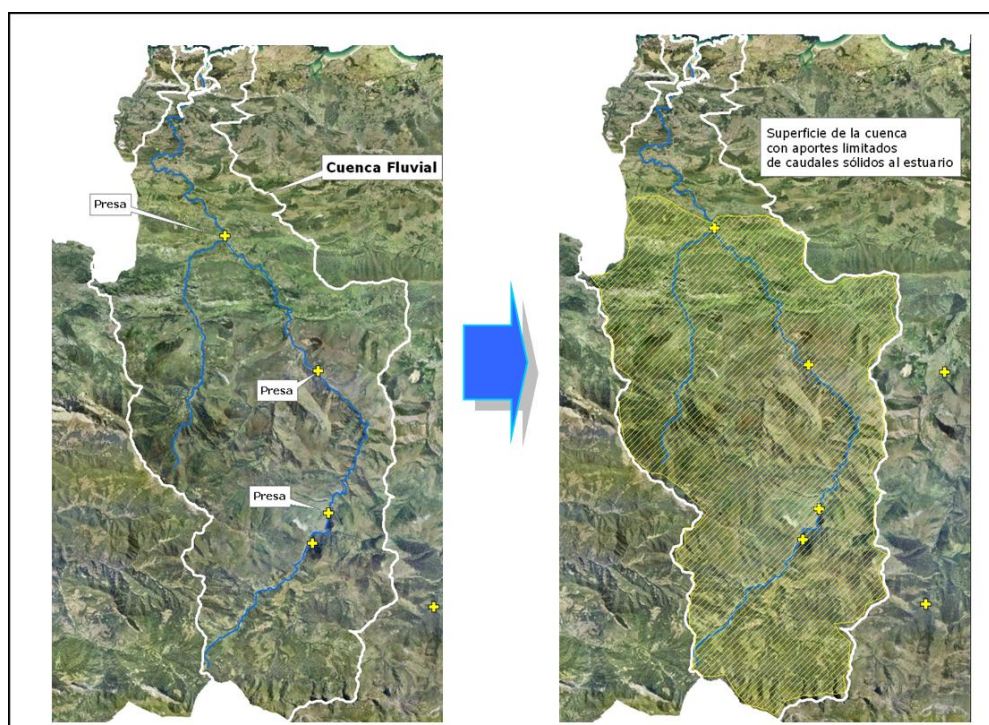 Cuenca Fluvial
Presa
Presa
Presa
Superficie de la cuenca
con aportes limitados
de caudales sólidos al estuario